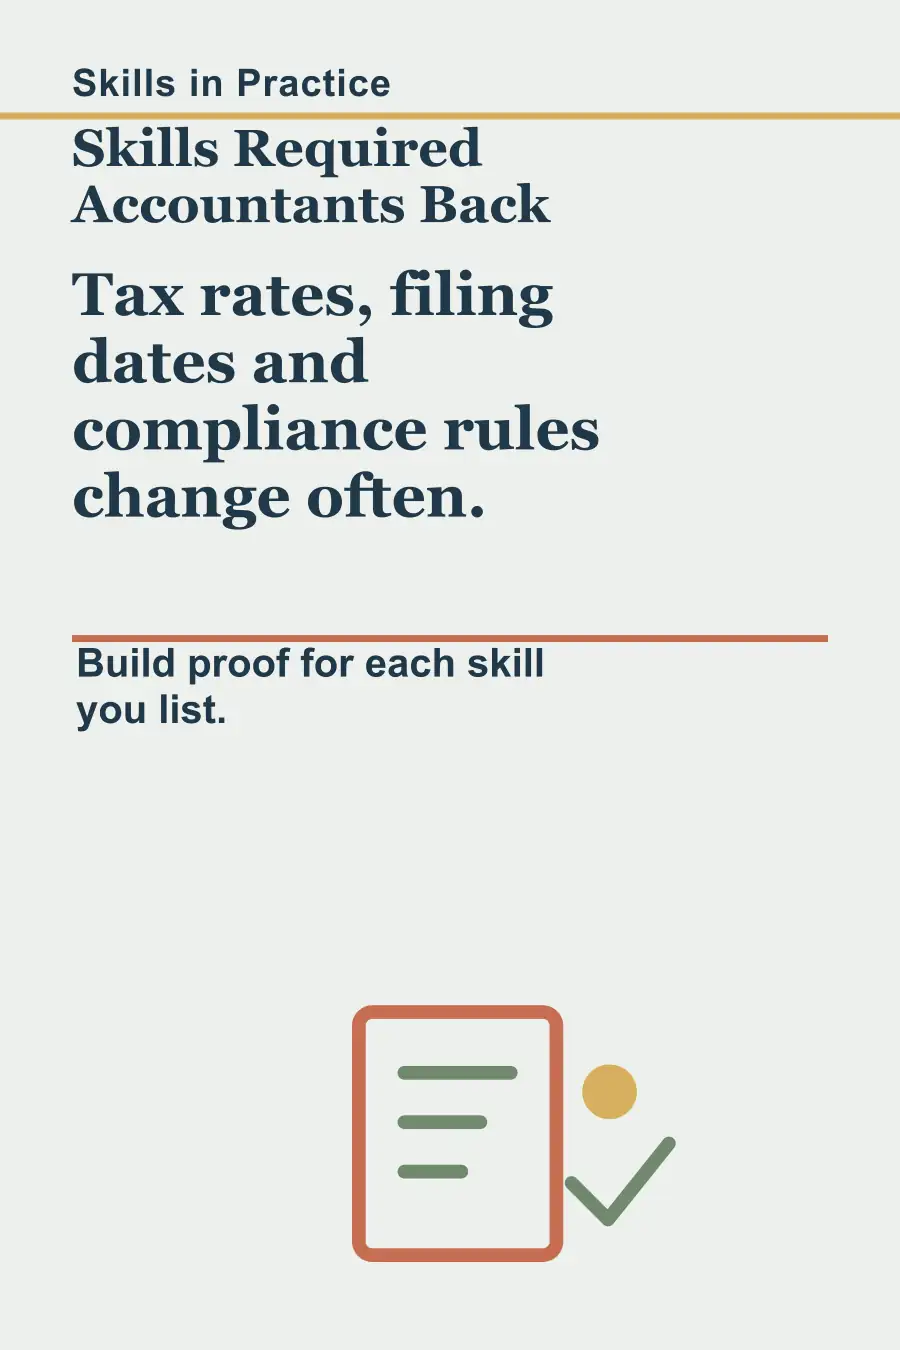 Skills in Practice
Skills Required
Accountants Back
Tax rates, filing
dates and
compliance rules
change often.
Build proof for each skill
you list.